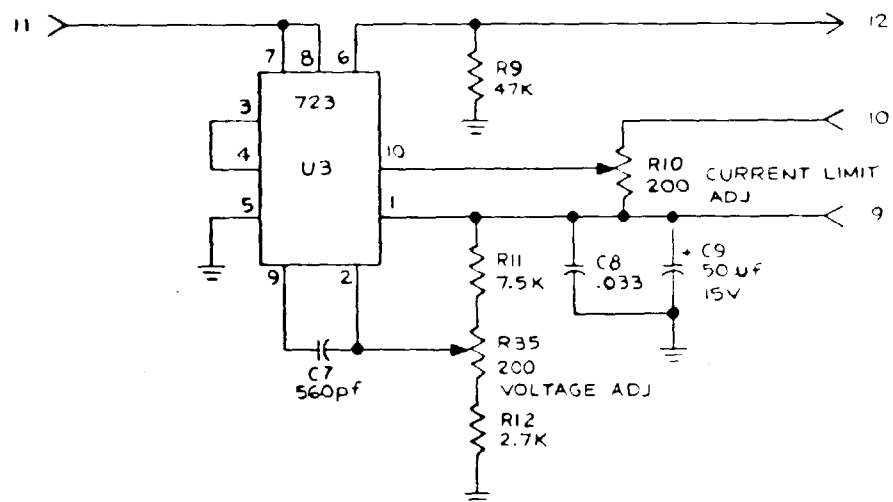 11
12
7
8
6
R9
47K
3
723
10
4
U3
10
R10
200
CURRENT LIMIT
ADJ
5
1
9
9
2
R11
7.5K
C8
.033
+ C9
50uf
15V
C7
560pf
R35
200
VOLTAGE ADJ
R12
2.7K